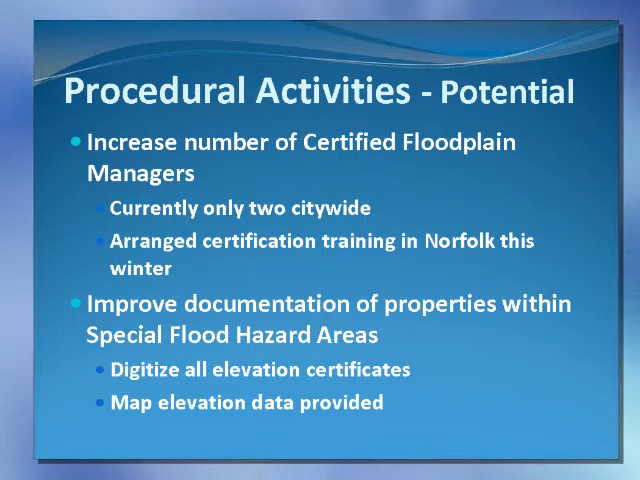 Procedural Activities - Potential
Increase number of Certified Floodplain
Managers
Currently only two citywide
Arranged certification training in Norfolk this
winter
Improve documentation of properties within
Special Flood Hazard Areas
Digitize all elevation certificates
Map elevation data provided